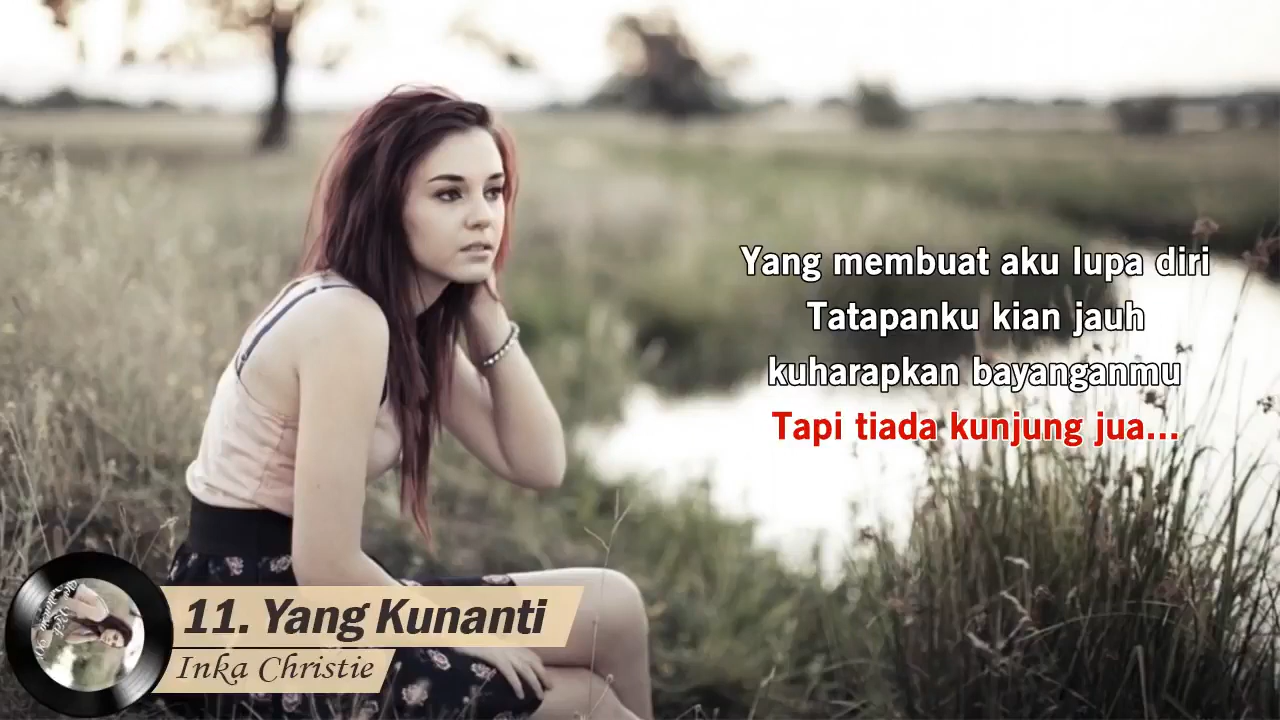 Yang membuat aku lupa diri
Tatapanku kian jauh
kuharapkan bayanganmu
Tapi tiada kunjung jua...
11. Yang Kunanti
Inka Christie